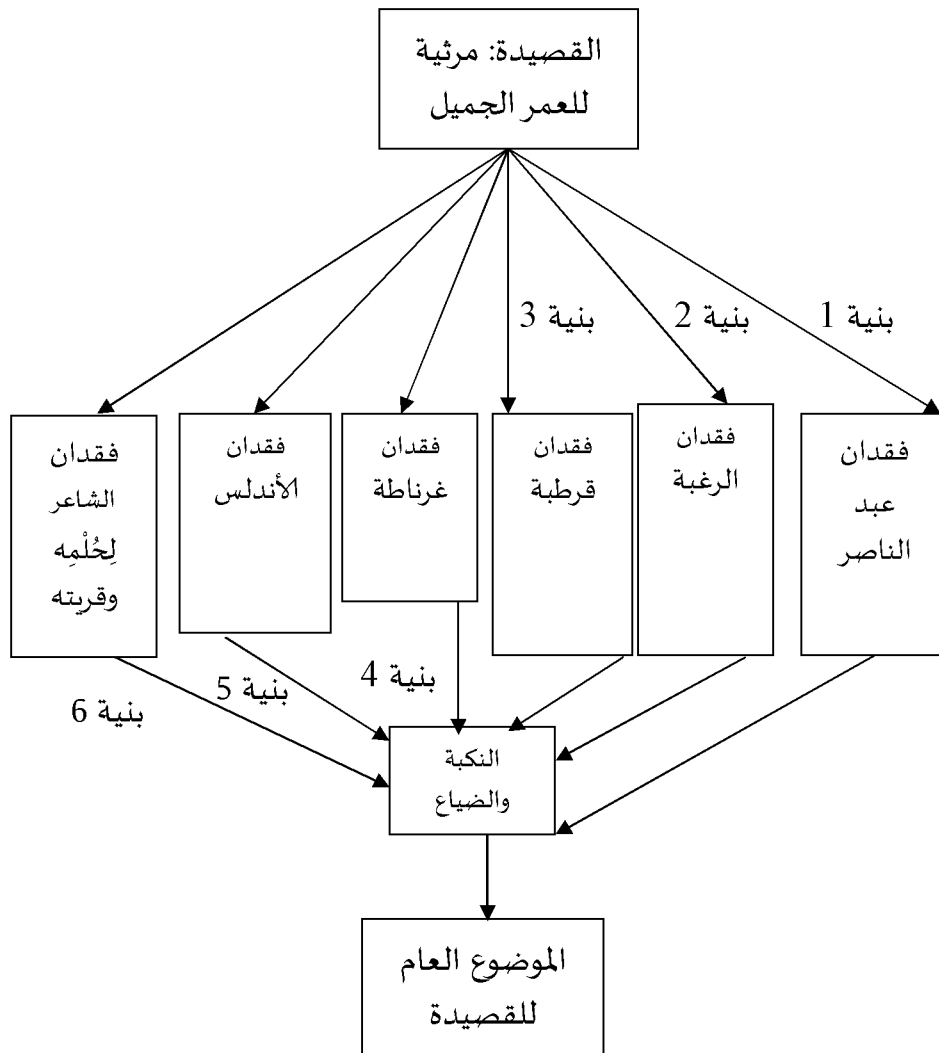 القصيدة: مرثية
للعمر الجميل
بنية 1
بنية 2
بنية 3
فقدان
عبد
الناصر
فقدان
الرغبة
فقدان
قرطبة
فقدان
غرناطة
فقدان
الأندلس
فقدان
الشاعر
لِحُلْمِه
وقريته
بنية 4
بنية 5
بنية 6
النكبة
والضياع
الموضوع العام
للقصيدة